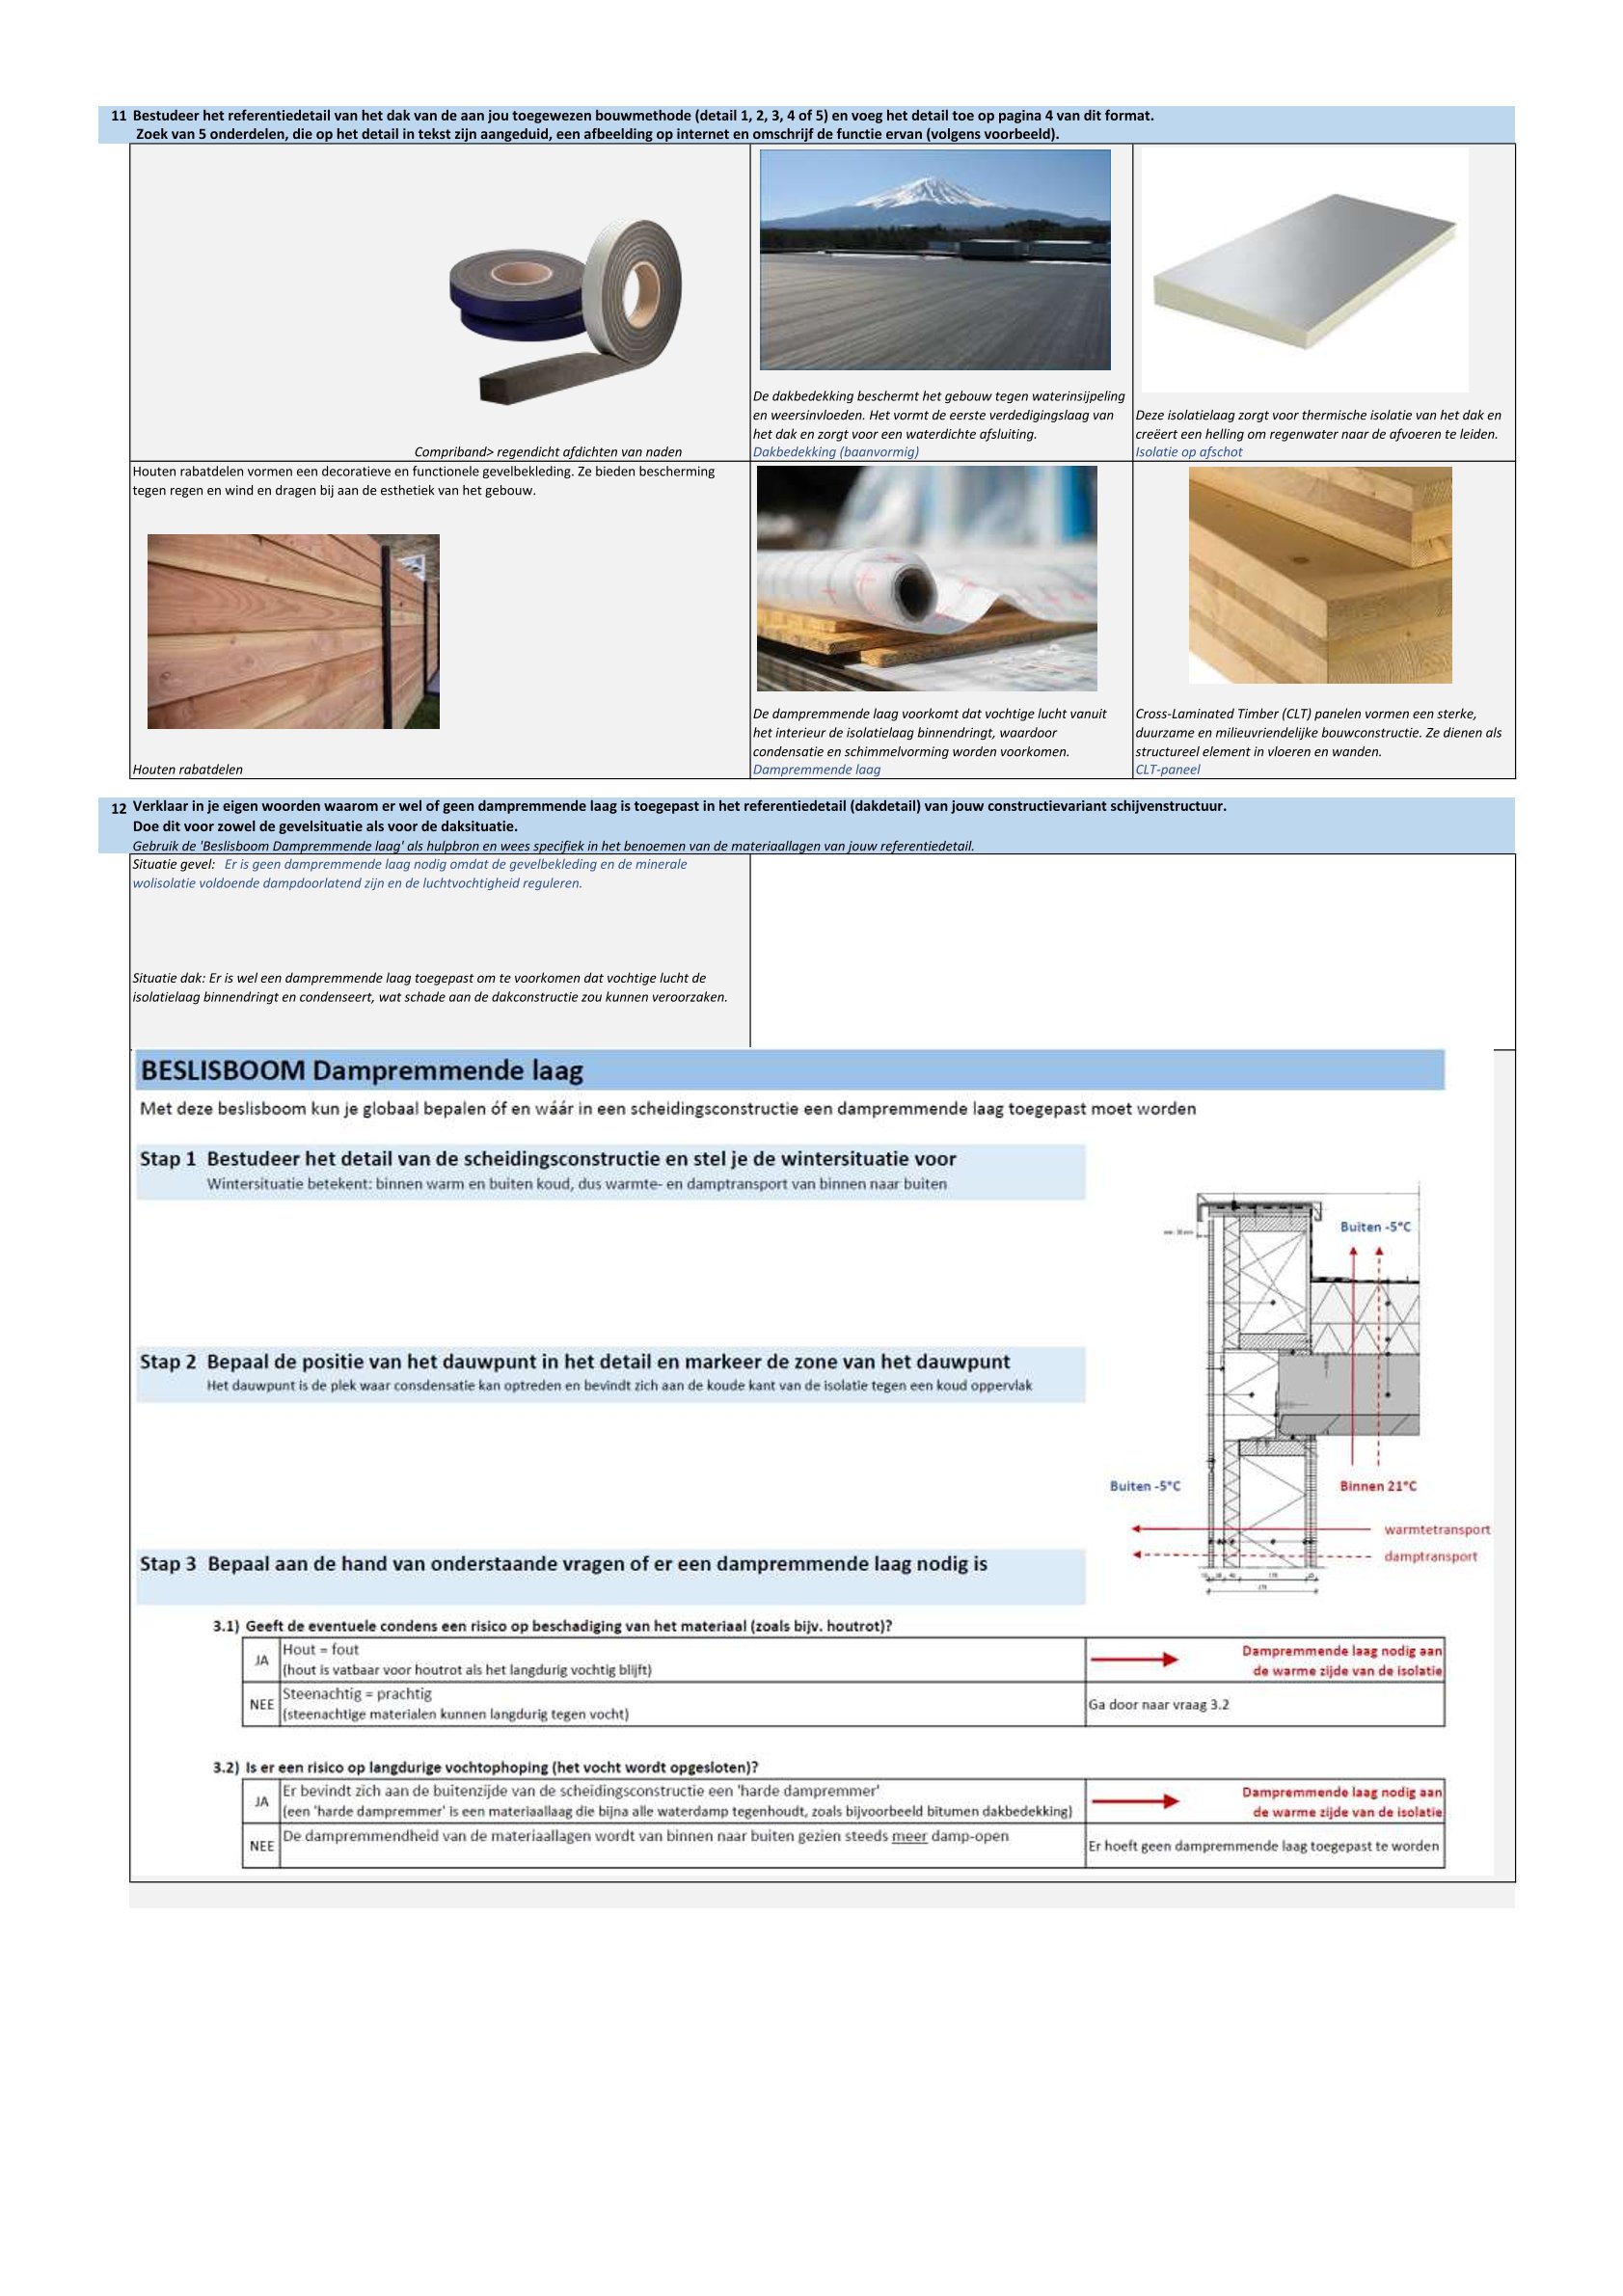 11 Bestudeer het referentiedetail van het dak van de aan jou toegewezen bouwmethode (detail 1, 2, 3, 4 of 5) en voeg het detail toe op pagina 4 van dit format.
Zoek van 5 onderdelen, die op het detail in tekst zijn aangeduid, een afbeelding op internet en omschrijf de functie ervan (volgens voorbeeld).
Compriband> regendicht afdichten van naden
De dakbedekking beschermt het gebouw tegen waterinsijpeling
en weersinvloeden. Het vormt de eerste verdedigingslaag van
het dak en zorgt voor een waterdichte afsluiting.
Dakbedekking (baanvormig)
Deze isolatielaag zorgt voor thermische isolatie van het dak en
creëert een helling om regenwater naar de afvoeren te leiden.
Isolatie op afschot
Houten rabatdelen vormen een decoratieve en functionele gevelbekleding. Ze bieden bescherming
tegen regen en wind en dragen bij aan de esthetiek van het gebouw.
Houten rabatdelen
De dampremmende laag voorkomt dat vochtige lucht vanuit
het interieur de isolatielaag binnendringt, waardoor
condensatie en schimmelvorming worden voorkomen.
Dampremmende laag
Cross-Laminated Timber (CLT) panelen vormen een sterke,
duurzame en milieuvriendelijke bouwconstructie. Ze dienen als
structureel element in vloeren en wanden.
CLT-paneel
12 Verklaar in je eigen woorden waarom er wel of geen dampremmende laag is toegepast in het referentiedetail (dakdetail) van jouw constructievariant schijvenstructuur.
Doe dit voor zowel de gevelsituatie als voor de daksituatie.
Gebruik de 'Beslisboom Dampremmende laag' als hulpbron en wees specifiek in het benoemen van de materiaallagen van jouw referentiedetail.
Situatie gevel: Er is geen dampremmende laag nodig omdat de gevelbekleding en de minerale
wolisolatie voldoende dampdoorlatend zijn en de luchtvochtigheid reguleren.
Situatie dak: Er is wel een dampremmende laag toegepast om te voorkomen dat vochtige lucht de
isolatielaag binnendringt en condenseert, wat schade aan de dakconstructie zou kunnen veroorzaken.
BESLISBOOM Dampremmende laag
Met deze beslisboom kun je globaal bepalen óf en wáár in een scheidingsconstructie een dampremmende laag toegepast moet worden
Stap 1 Bestudeer het detail van de scheidingsconstructie en stel je de wintersituatie voor
Wintersituatie betekent: binnen warm en buiten koud, dus warmte- en damptransport van binnen naar buiten
Buiten -5°C
Stap 2 Bepaal de positie van het dauwpunt in het detail en markeer de zone van het dauwpunt
Het dauwpunt is de plek waar consdensatie kan optreden en bevindt zich aan de koude kant van de isolatie tegen een koud oppervlak
Buiten -5°C
Binnen 21°C
warmtetransport
damptransport
Stap 3 Bepaal aan de hand van onderstaande vragen of er een dampremmende laag nodig is
3.1) Geeft de eventuele condens een risico op beschadiging van het materiaal (zoals bijv. houtrot)?
JA
Hout = fout
(hout is vatbaar voor houtrot als het langdurig vochtig blijft)
Dampremmende laag nodig aan
de warme zijde van de isolatie
NEE
Steenachtig = prachtig
(steenachtige materialen kunnen langdurig tegen vocht)
Ga door naar vraag 3.2
3.2) Is er een risico op langdurige vochtophoping (het vocht wordt opgesloten)?
JA
Er bevindt zich aan de buitenzijde van de scheidingsconstructie een 'harde dampremmer'
(een 'harde dampremmer' is een materiaallaag die bijna alle waterdamp tegenhoudt, zoals bijvoorbeeld bitumen dakbedekking)
Dampremmende laag nodig aan
de warme zijde van de isolatie
NEE
De dampremmendheid van de materiaallagen wordt van binnen naar buiten gezien steeds meer damp-open
Er hoeft geen dampremmende laag toegepast te worden